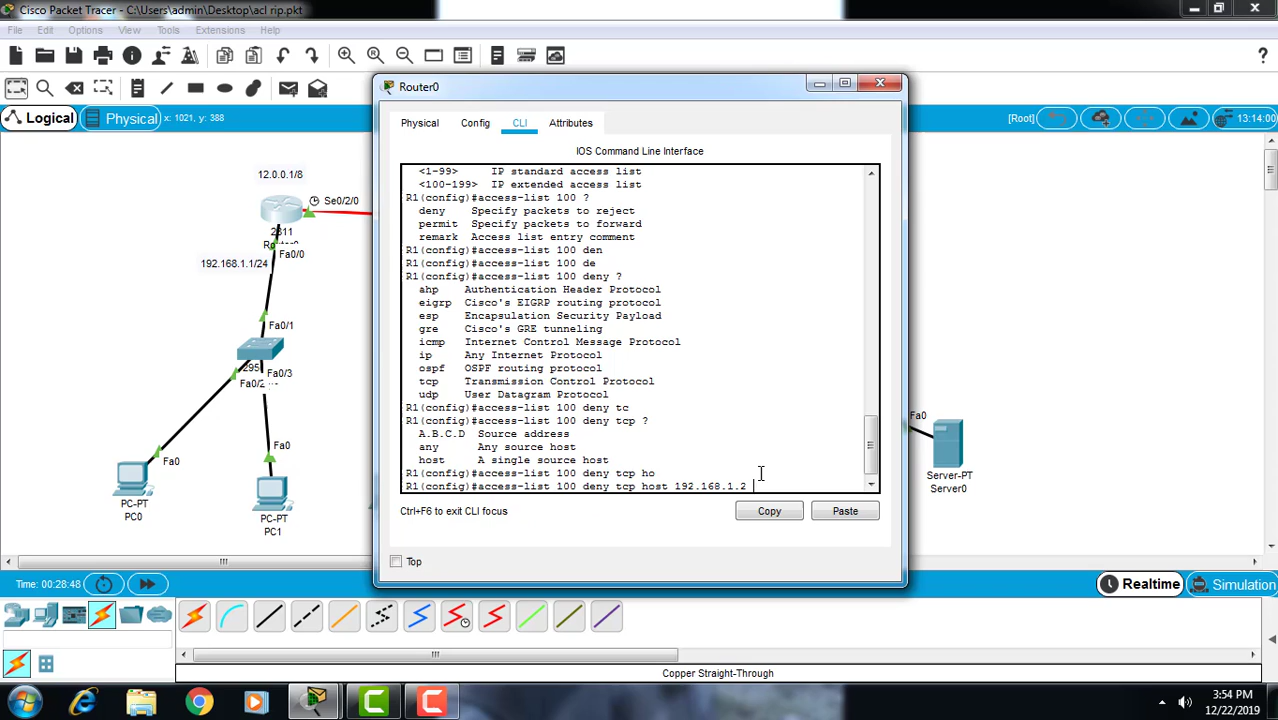 Cisco Packet Tracer - C:\Users\admin\Desktop\acl rip.pkt
File Edit Options View Tools Extensions Help
Logical Physical x: 1021, y: 388 [Root] 13:14:00
Router0
Physical Config CLI Attributes
IOS Command Line Interface
<1-99> IP standard access list
<100-199> IP extended access list
R1(config)#access-list 100 ?
deny Specify packets to reject
permit Specify packets to forward
remark Access list entry comment
R1(config)#access-list 100 den
R1(config)#access-list 100 de
R1(config)#access-list 100 deny ?
ahp Authentication Header Protocol
eigrp Cisco's EIGRP routing protocol
esp Encapsulation Security Payload
gre Cisco's GRE tunneling
icmp Internet Control Message Protocol
ip Any Internet Protocol
ospf OSPF routing protocol
tcp Transmission Control Protocol
udp User Datagram Protocol
R1(config)#access-list 100 deny tc
R1(config)#access-list 100 deny tcp ?
A.B.C.D Source address
any Any source host
host A single source host
R1(config)#access-list 100 deny tcp ho
R1(config)#access-list 100 deny tcp host 192.168.1.2
Ctrl+F6 to exit CLI focus
Copy Paste
Top
12.0.0.1/8
Se0/2/0
2811
Fa0/0
192.168.1.1/24
Fa0/1
295
Fa0/3
Fa0/2
Fa0
Fa0
PC-PT
PC0
PC-PT
PC1
Fa0
Server-PT
Server0
Time: 00:28:48 Realtime Simulation
Copper Straight-Through
3:54 PM
12/22/2019